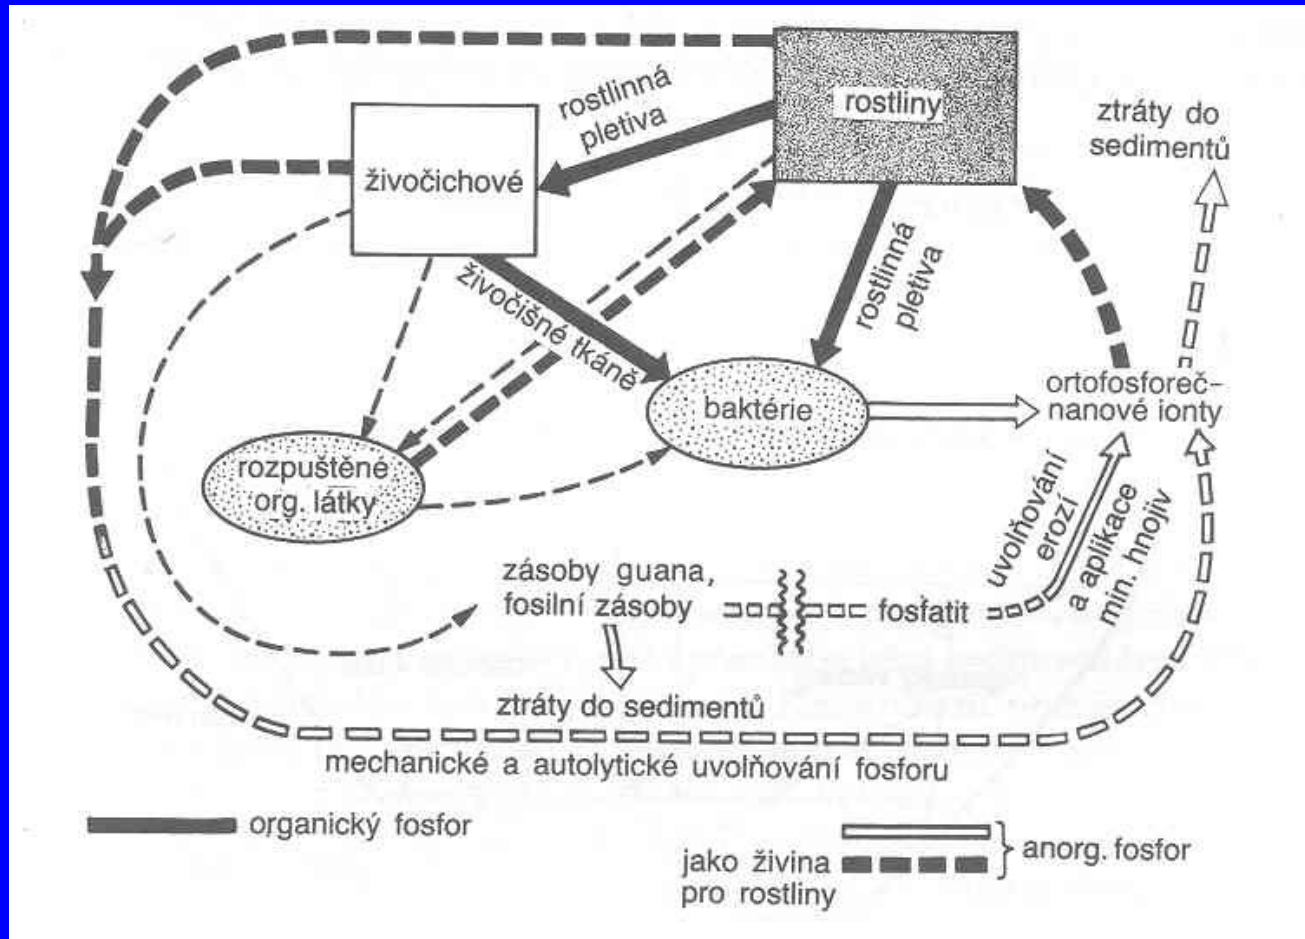 rostliny
rostlinná
pletiva
ztráty do
sedimentů
živočichové
rostlinná
pletiva
živočišné tkáně
baktérie
ortofosforeč-
nanové ionty
rozpuštěné
org. látky
uvolňování
erozí
a aplikace
min. hnojiv
zásoby guana,
fosilní zásoby
fosfatit
ztráty do sedimentů
mechanické a autolytické uvolňování fosforu
organický fosfor
anorg. fosfor
jako živina
pro rostliny